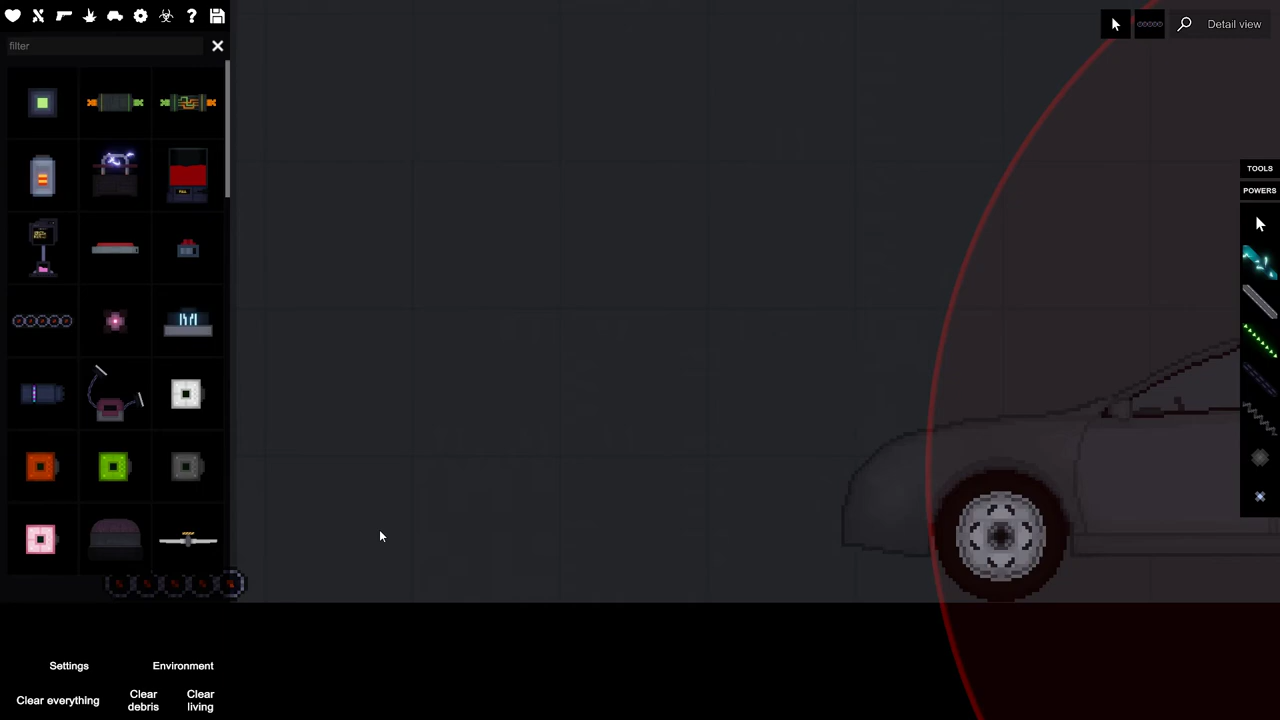 Detail view
filter
TOOLS
POWERS
Settings
Environment
Clear everything
Clear
debris
Clear
living